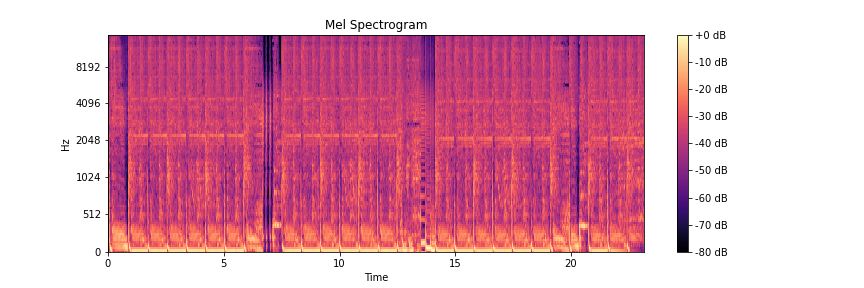 Mel Spectrogram
Hz
8192
4096
2048
1024
512
0
0
5
10
15
20
Time
+0 dB
-10 dB
-20 dB
-30 dB
-40 dB
-50 dB
-60 dB
-70 dB
-80 dB